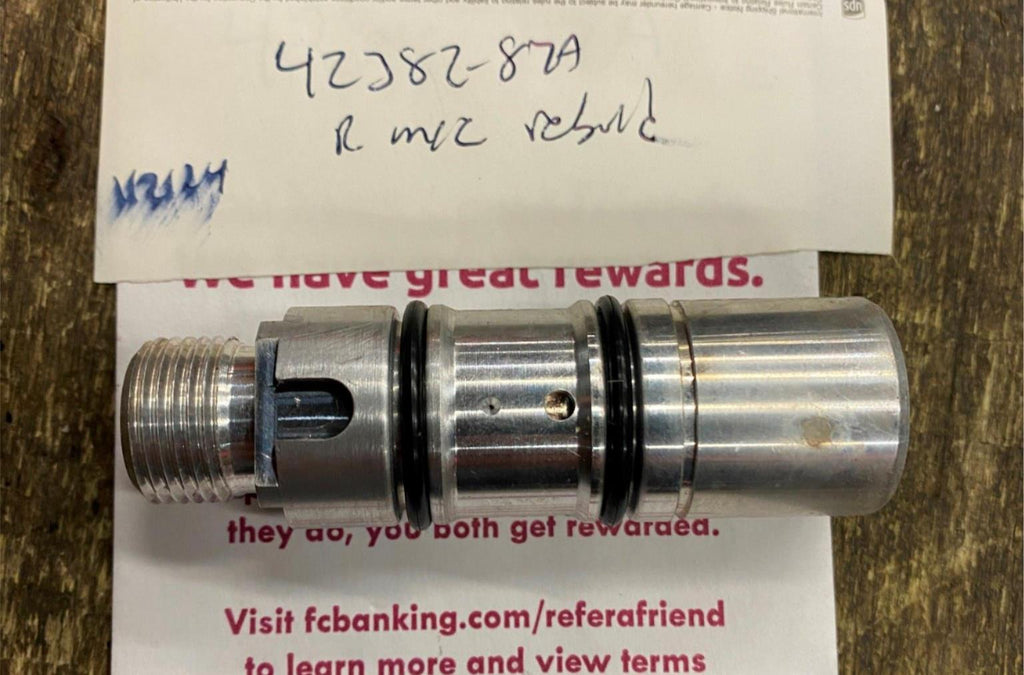 42382-87A
R m/c rebuild
We have great rewards.
they do, you both get rewarded.
Visit fcbanking.com/referafriend
to learn more and view terms